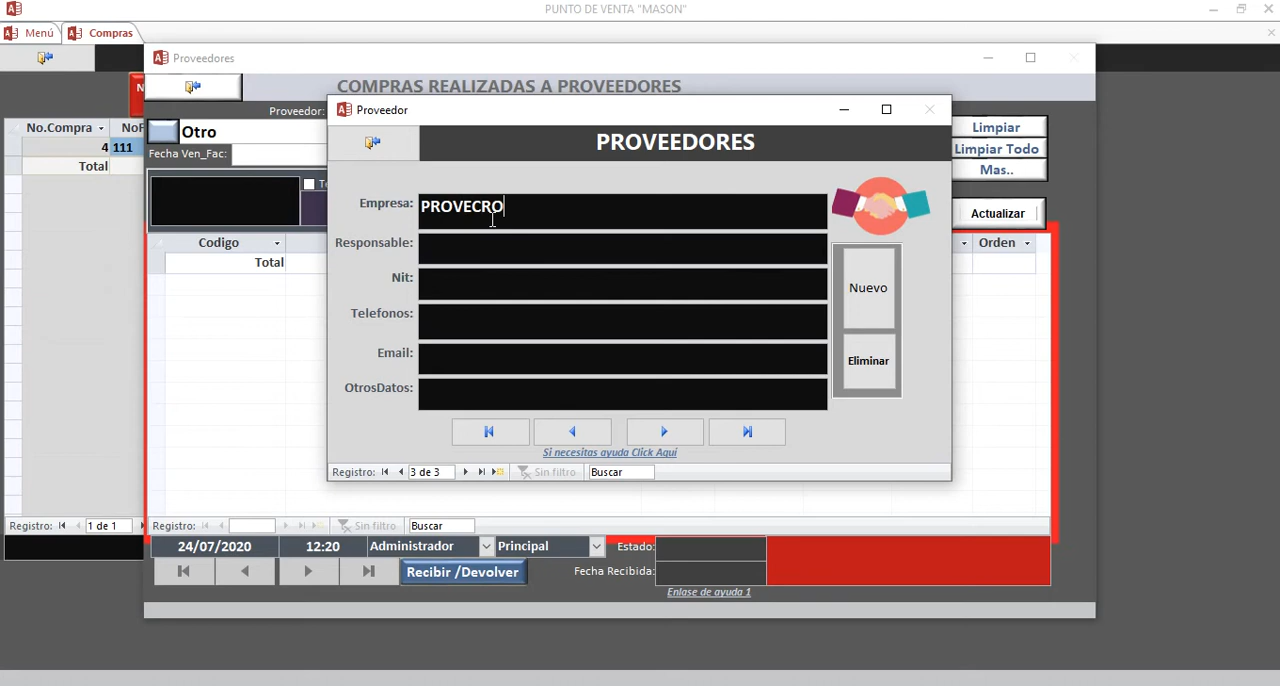 PUNTO DE VENTA "MASON"
Menú
Compras
Proveedores
COMPRAS REALIZADAS A PROVEEDORES
Proveedor:
Otro
Fecha Ven_Fac:
No.Compra
4 111
Total
Limpiar
Limpiar Todo
Mas..
Actualizar
Codigo
Orden
Total
Proveedor
PROVEEDORES
Empresa: PROVECRO
Responsable:
Nit:
Telefonos:
Email:
OtrosDatos:
Nuevo
Eliminar
Si necesitas ayuda Click Aqui
Registro: 3 de 3 Sin filtro Buscar
Registro: 1 de 1
Registro: Sin filtro Buscar
24/07/2020 12:20 Administrador Principal Estado:
Recibir /Devolver
Fecha Recibida:
Enlase de ayuda 1